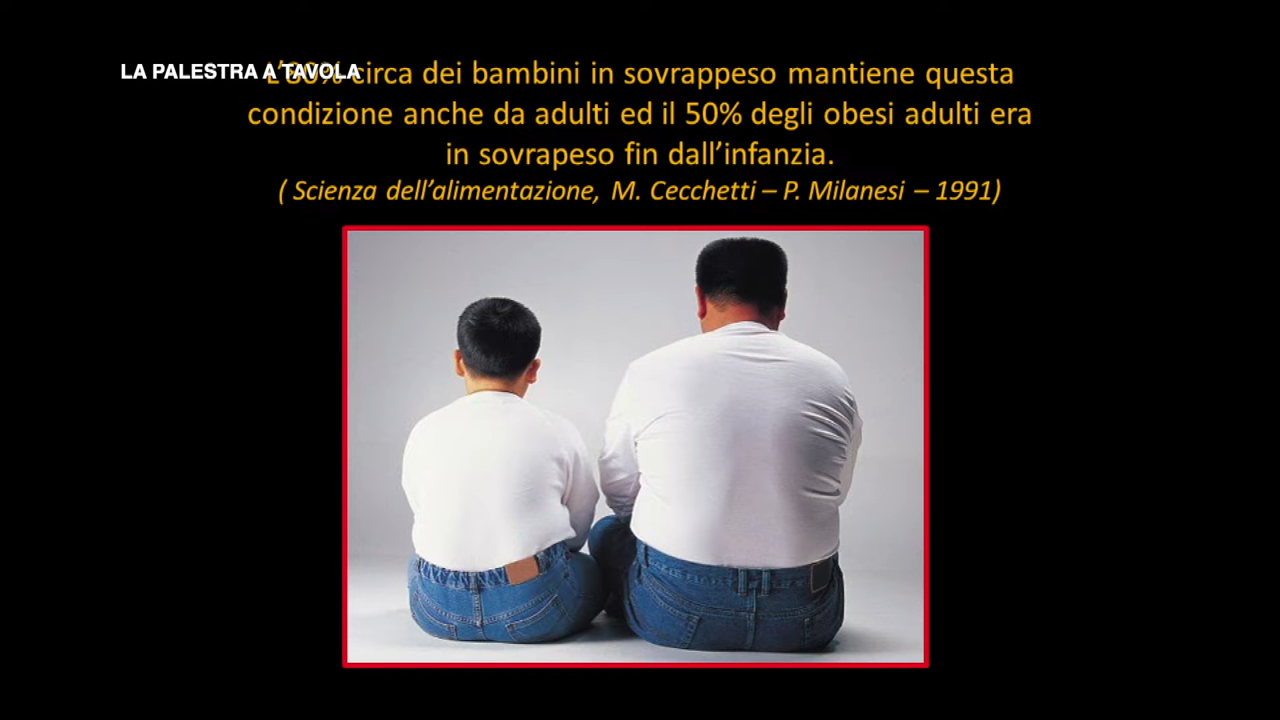 LA PALESTRA A TAVOLA
circa dei bambini in sovrappeso mantiene questa
condizione anche da adulti ed il 50% degli obesi adulti era
in sovrapeso fin dall’infanzia.
( Scienza dell’alimentazione, M. Cecchetti – P. Milanesi – 1991)